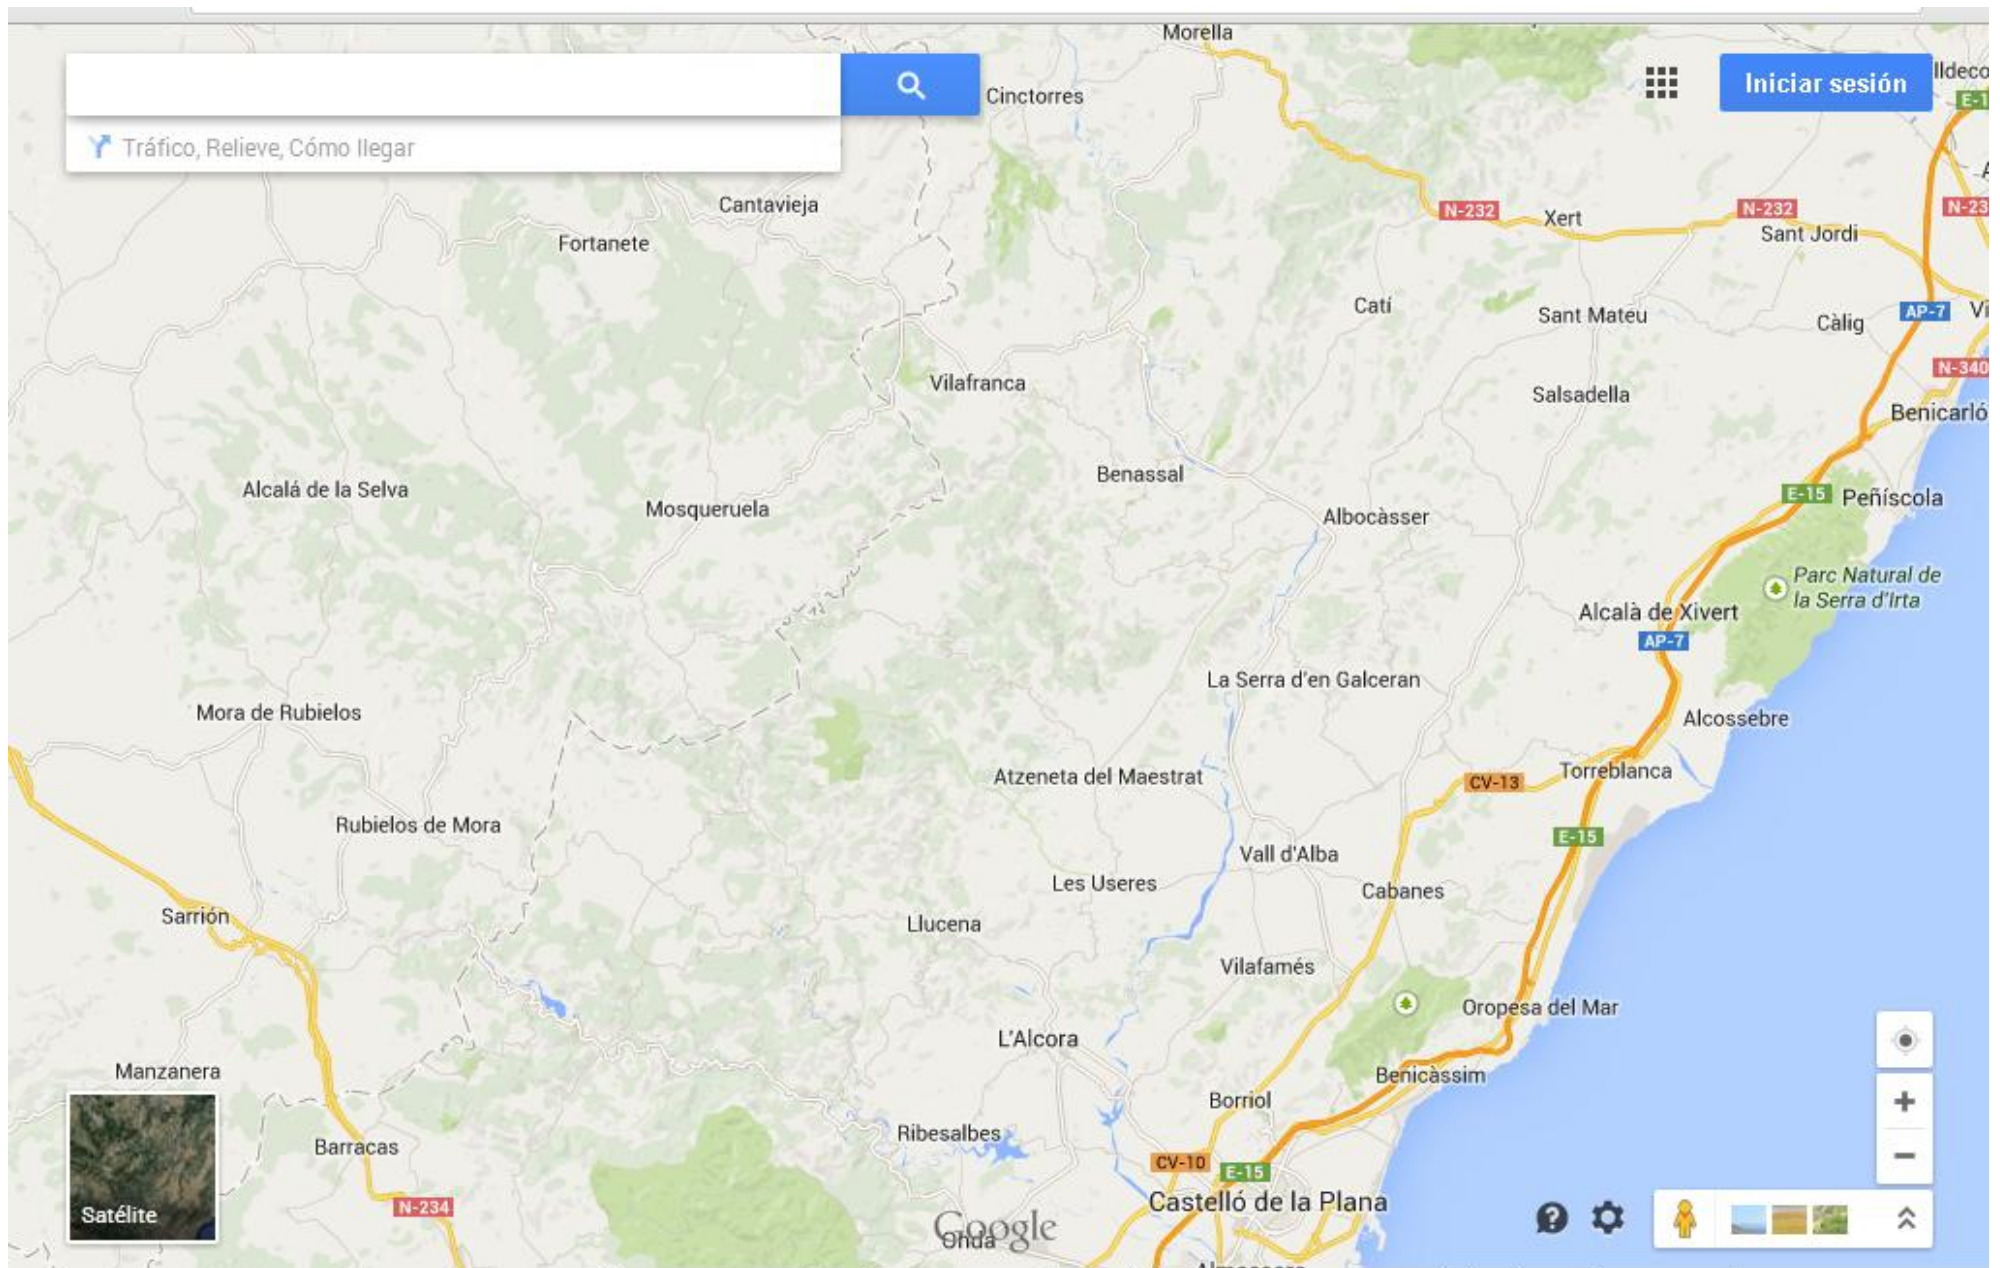 Morella
Iniciar sesión
Cinctorres
E-1
Tráfico, Relieve, Cómo llegar
Cantavieja
N-232
Xert
N-232
N-23
Sant Jordi
Fortanete
Catí
Sant Mateu
Càlig
AP-7
Vi
N-340
Vilafranca
Salsadella
Benicarló
Benassal
Alcalá de la Selva
Mosqueruela
E-15
Peñíscola
Albocàsser
Parc Natural de
la Serra d'Irta
Alcalà de Xivert
AP-7
La Serra d'en Galceran
Mora de Rubielos
Alcossebre
Atzeneta del Maestrat
CV-13
Torreblanca
Rubielos de Mora
E-15
Vall d'Alba
Les Useres
Cabanes
Sarrión
Llucena
Vilafamés
Oropesa del Mar
L'Alcora
Manzanera
Benicàssim
Borriol
Ribesalbes
Barracas
CV-10
E-15
Castelló de la Plana
N-234
Satélite
Google
Onda